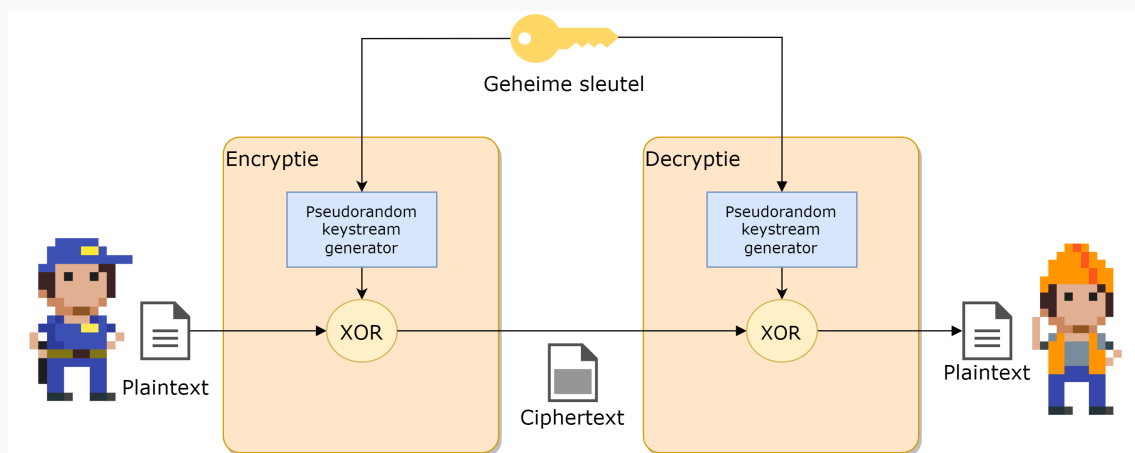 Geheime sleutel
Encryptie
Decryptie
Pseudorandom
keystream
generator
Pseudorandom
keystream
generator
XOR
XOR
Plaintext
Ciphertext
Plaintext